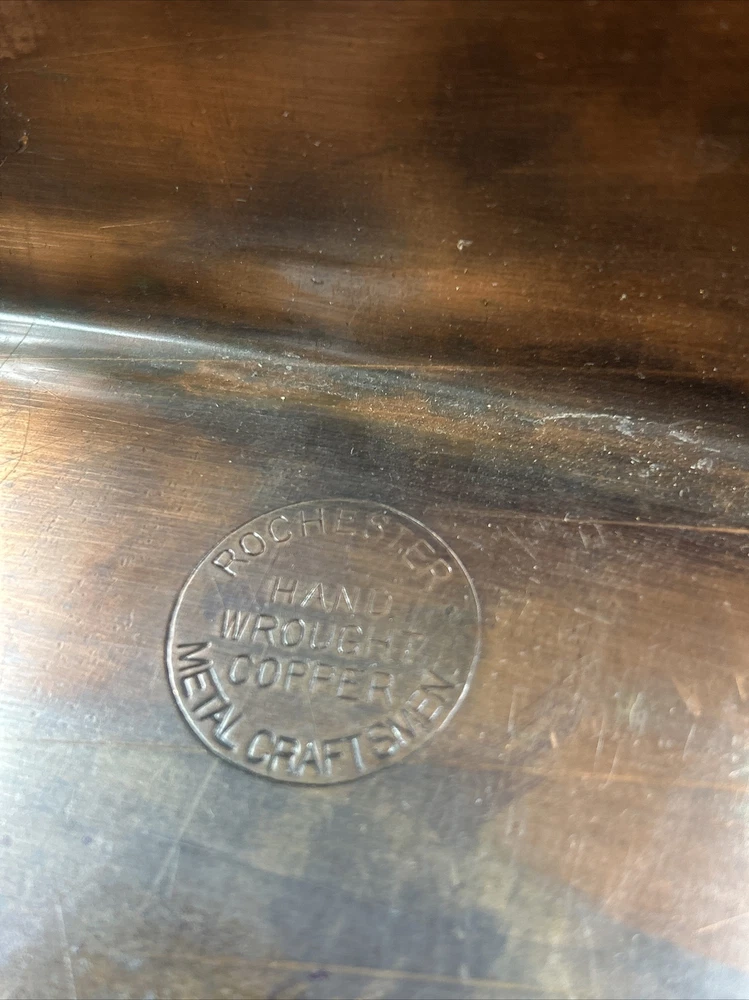 ROCHESTER
HAND
WROUGHT
COPPER
METAL CRAFTSMEN